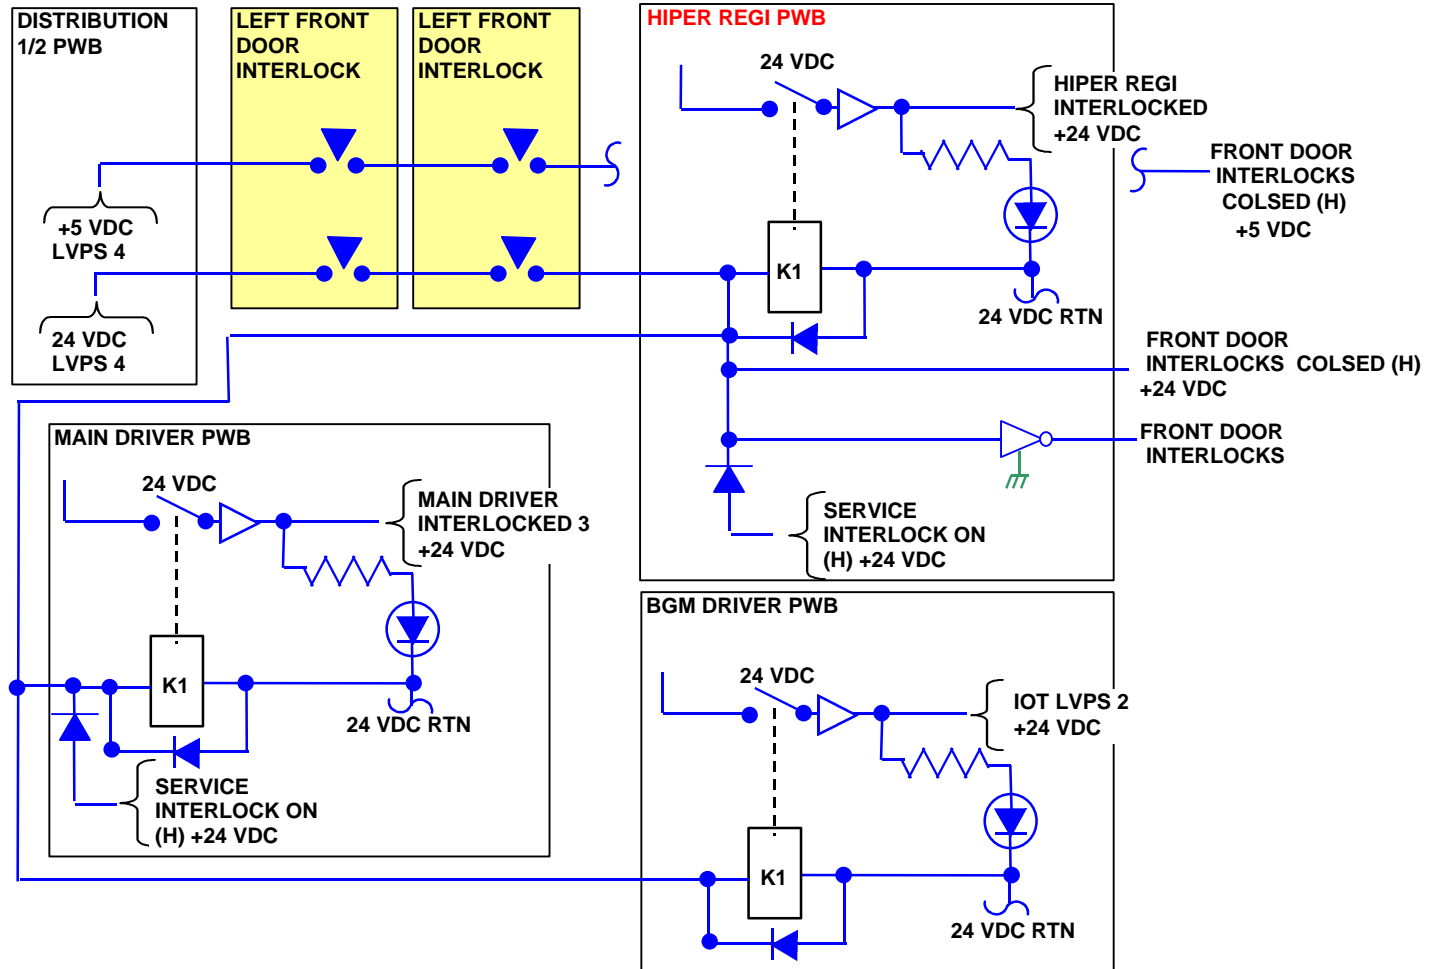 DISTRIBUTION
1/2 PWB
LEFT FRONT
DOOR
INTERLOCK
LEFT FRONT
DOOR
INTERLOCK
+5 VDC
LVPS 4
24 VDC
LVPS 4
HIPER REGI PWB
24 VDC
HIPER REGI
INTERLOCKED
+24 VDC
K1
24 VDC RTN
FRONT DOOR
INTERLOCKS
COLSED (H)
+5 VDC
FRONT DOOR
INTERLOCKS COLSED (H)
+24 VDC
FRONT DOOR
INTERLOCKS
SERVICE
INTERLOCK ON
(H) +24 VDC
MAIN DRIVER PWB
24 VDC
MAIN DRIVER
INTERLOCKED 3
+24 VDC
K1
24 VDC RTN
SERVICE
INTERLOCK ON
(H) +24 VDC
BGM DRIVER PWB
24 VDC
IOT LVPS 2
+24 VDC
K1
24 VDC RTN